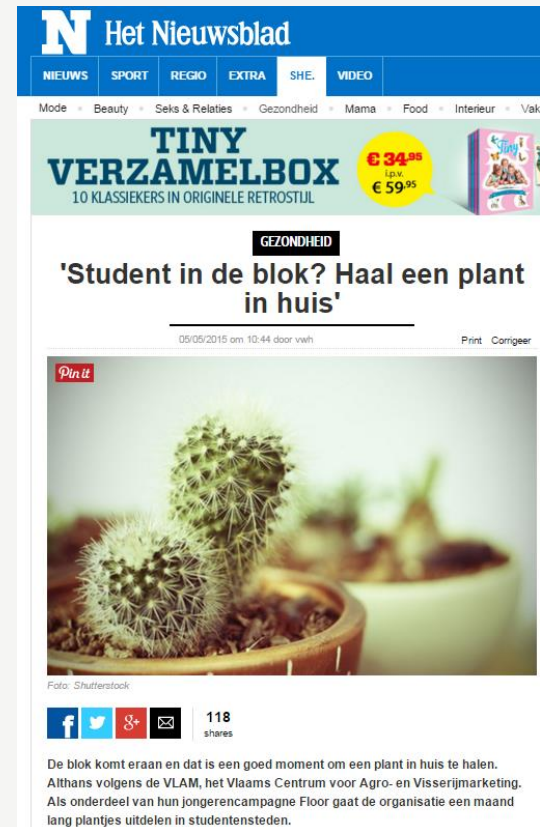 N Het Nieuwsblad
NIEUWS SPORT REGIO EXTRA SHE. VIDEO
Mode Beauty Seks & Relaties Gezondheid Mama Food Interieur Vak
TINY
VERZAMELBOX
10 KLASSIEKERS IN ORIGINELE RETROSTIJL
€ 34,95
i.p.v.
€ 59,95
Tiny
GEZONDHEID
'Student in de blok? Haal een plant
in huis'
05/05/2015 om 10:44 door vwh Print Corrigeer
Pin it
Foto: Shutterstock
f g+ 118
shares
De blok komt eraan en dat is een goed moment om een plant in huis te halen.
Althans volgens de VLAM, het Vlaams Centrum voor Agro- en Visserijmarketing.
Als onderdeel van hun jongerencampagne Floor gaat de organisatie een maand
lang plantjes uitdelen in studentensteden.